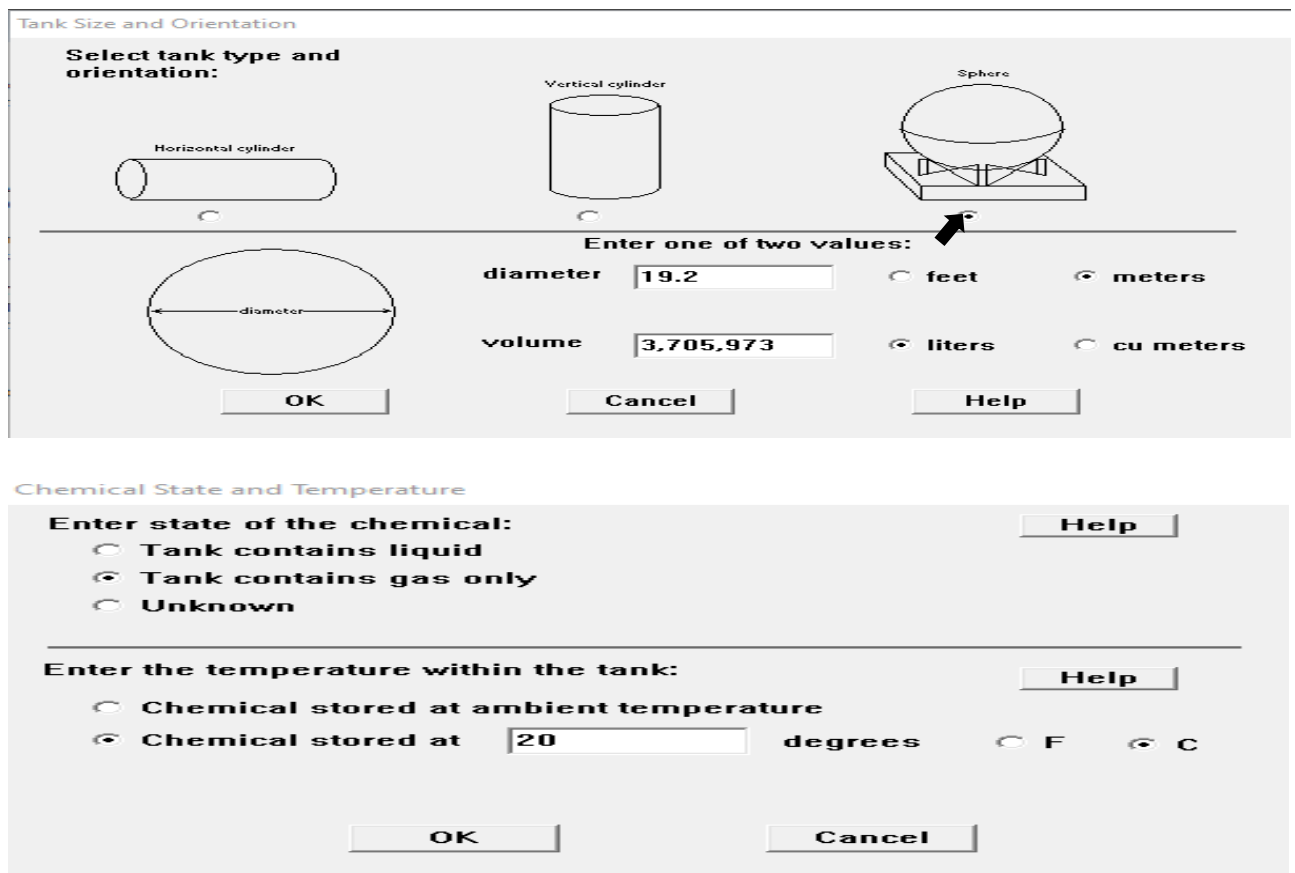 Tank Size and Orientation
Select tank type and
orientation:
Horizontal cylinder
Vertical cylinder
Sphere
Enter one of two values:
diameter 19.2 feet meters
diameter
volume 3,705,973 liters cu meters
OK Cancel Help
Chemical State and Temperature
Enter state of the chemical: Help
Tank contains liquid
Tank contains gas only
Unknown
Enter the temperature within the tank: Help
Chemical stored at ambient temperature
Chemical stored at 20 degrees F C
OK Cancel